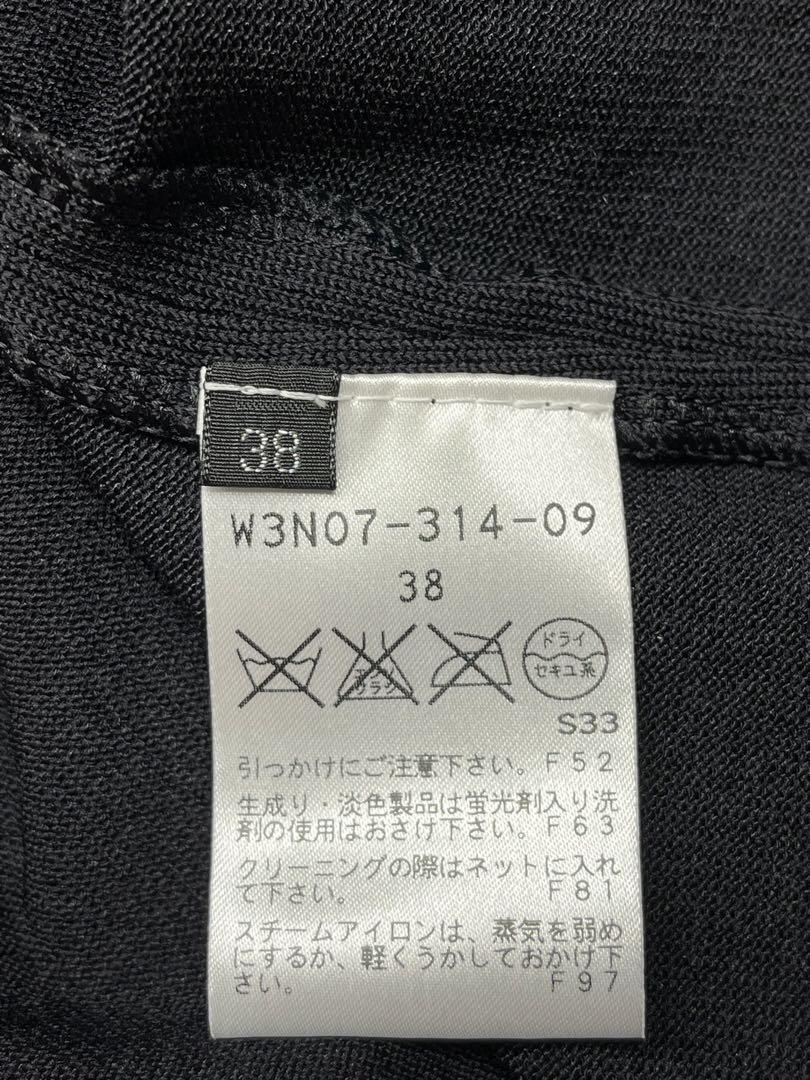 38
W3N07-314-09
38
エンソ
サラシ
ドライ
セキユ系
S33
引っかけにご注意下さい。F52
生成り・淡色製品は蛍光剤入り洗
剤の使用はおさけ下さい。F63
クリーニングの際はネットに入れ
て下さい。 F81
スチームアイロンは、蒸気を弱め
にするか、軽くうかしておかけ下
さい。 F97